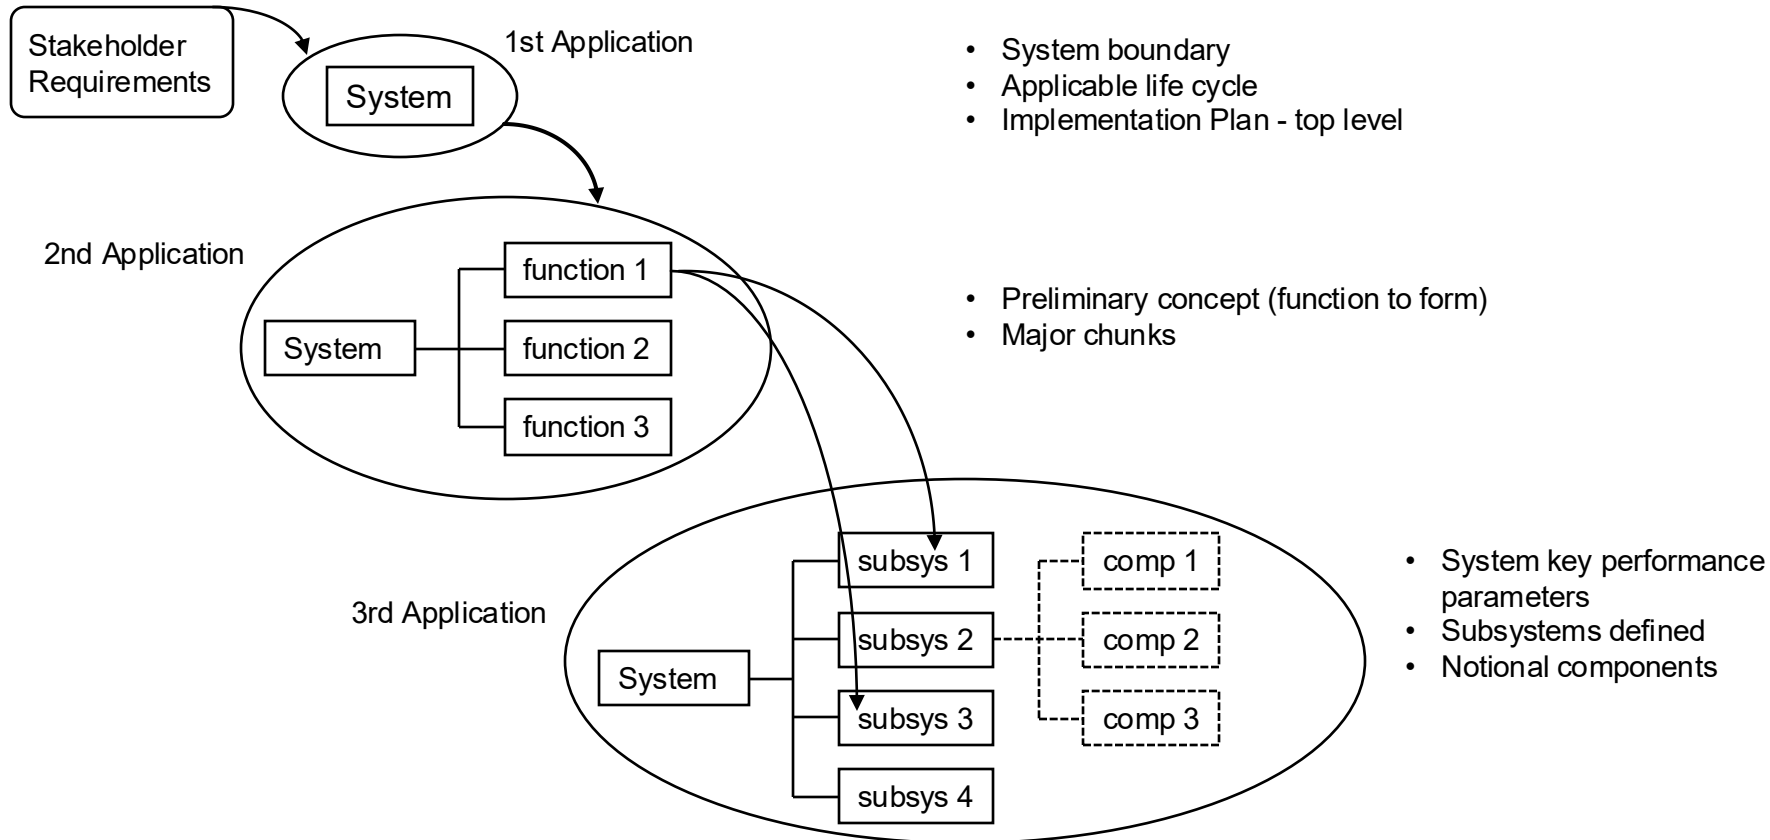 Stakeholder
Requirements
1st Application
System
• System boundary
• Applicable life cycle
• Implementation Plan - top level
2nd Application
System
function 1
function 2
function 3
• Preliminary concept (function to form)
• Major chunks
3rd Application
System
subsys 1
subsys 2
subsys 3
subsys 4
comp 1
comp 2
comp 3
• System key performance
parameters
• Subsystems defined
• Notional components